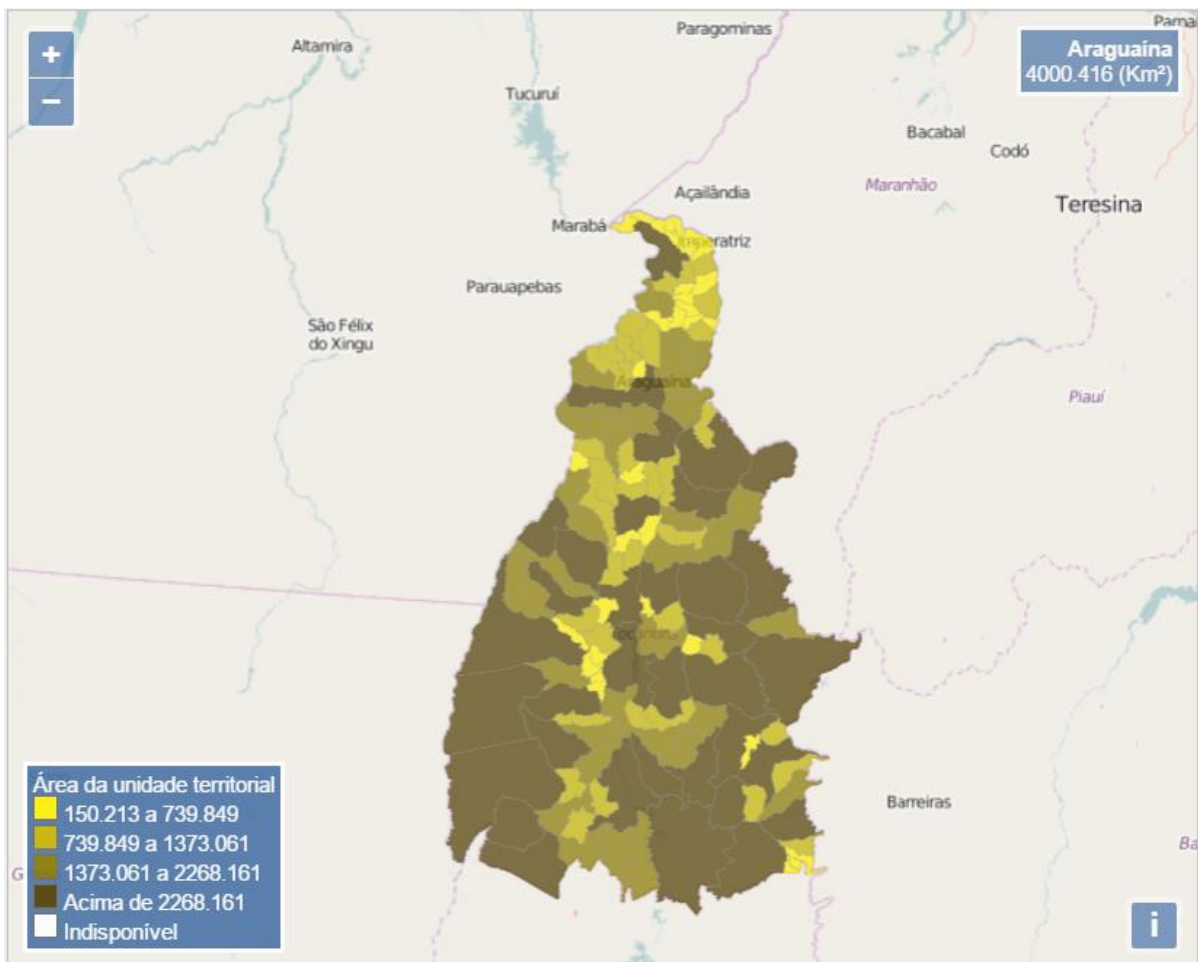 Paragominas
Altamira
+
−
Araguaína
4000.416 (Km²)
Tucuruí
Bacabal
Codó
Maranhão
Açailândia
Teresina
Marabá
Imperatriz
Parauapebas
São Félix
do Xingu
Araguaína
Piauí
Tocantins
Barreiras
Área da unidade territorial
150.213 a 739.849
739.849 a 1373.061
1373.061 a 2268.161
Acima de 2268.161
Indisponível
G
Ba
i